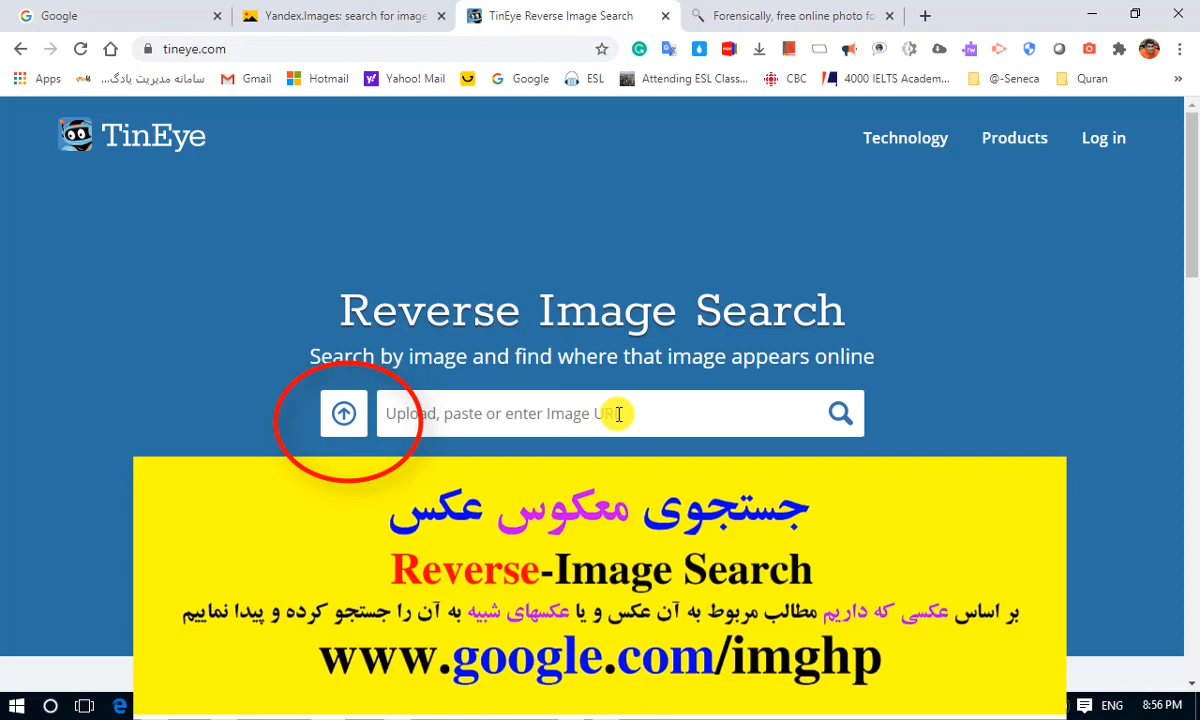 Google
Yandex.Images: search for image
TinEye Reverse Image Search
Forensically, free online photo fo
tineye.com
Apps
سامانه مدیریت یادگ...
Gmail
Hotmail
Yahoo! Mail
Google
ESL
Attending ESL Class...
CBC
4000 IELTS Academ...
@-Seneca
Quran
»
TinEye
Technology
Products
Log in
Reverse Image Search
Search by image and find where that image appears online
Upload, paste or enter Image URL
جستجوی معکوس عکس
Reverse-Image Search
بر اساس عکسی که داریم مطالب مربوط به آن عکس و یا عکسهای شبیه به آن را جستجو کرده و پیدا نماییم
www.google.com/imghp
ENG
8:56 PM